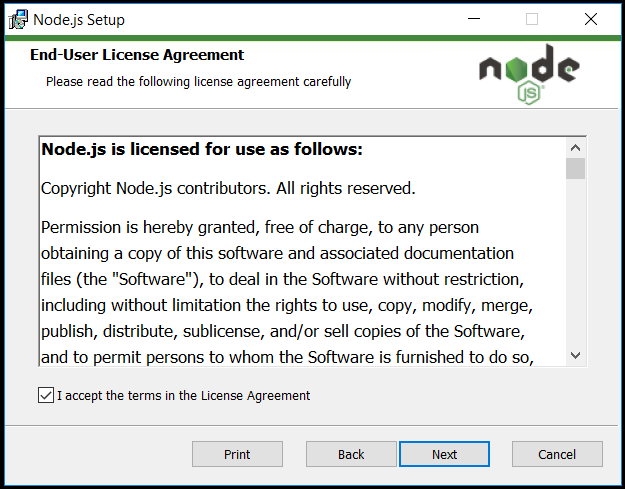 Node.js Setup
End-User License Agreement
Please read the following license agreement carefully
node
JS
Node.js is licensed for use as follows:
Copyright Node.js contributors. All rights reserved.
Permission is hereby granted, free of charge, to any person
obtaining a copy of this software and associated documentation
files (the "Software"), to deal in the Software without restriction,
including without limitation the rights to use, copy, modify, merge,
publish, distribute, sublicense, and/or sell copies of the Software,
and to permit persons to whom the Software is furnished to do so,
I accept the terms in the License Agreement
Print Back Next Cancel